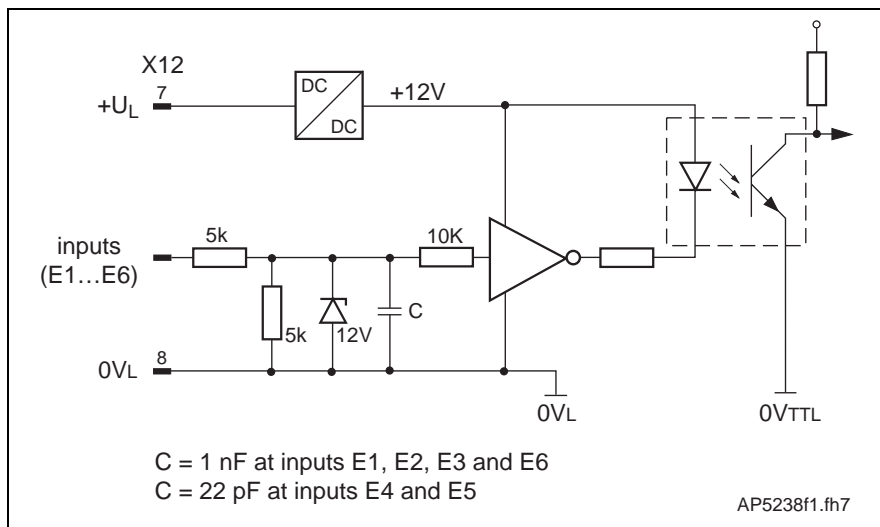 X12
7
+UL
DC
DC
+12V
inputs
(E1...E6)
5k
10K
5k
12V
C
0VL
8
0VL
0VTTL
C = 1 nF at inputs E1, E2, E3 and E6
C = 22 pF at inputs E4 and E5
AP5238f1.fh7